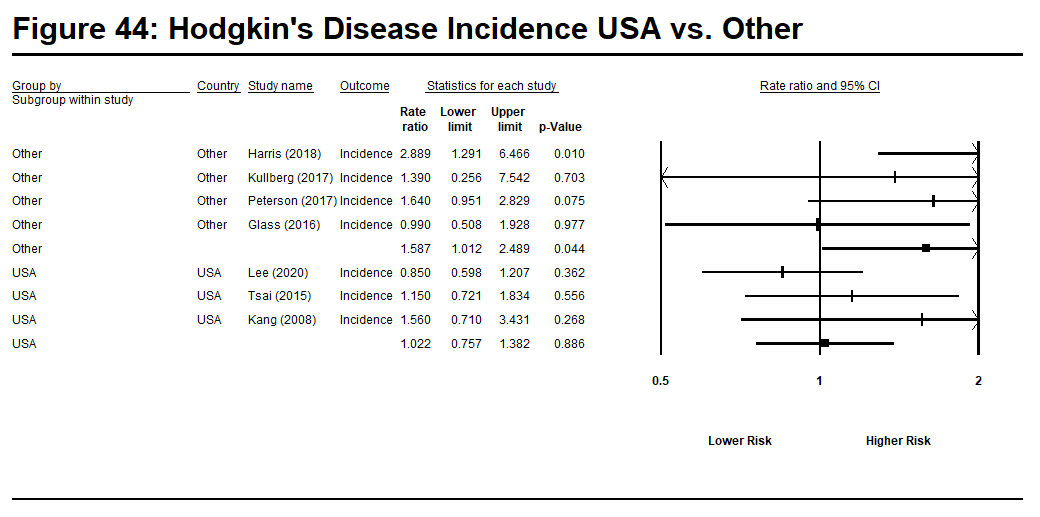 Figure 44: Hodgkin's Disease Incidence USA vs. Other
Group by Country Study name Outcome Statistics for each study Rate ratio and 95% CI
Subgroup within study
Rate Lower Upper
ratio limit limit p-Value
Other Other Harris (2018) Incidence 2.889 1.291 6.466 0.010
Other Other Kullberg (2017) Incidence 1.390 0.256 7.542 0.703
Other Other Peterson (2017) Incidence 1.640 0.951 2.829 0.075
Other Other Glass (2016) Incidence 0.990 0.508 1.928 0.977
Other 1.587 1.012 2.489 0.044
USA USA Lee (2020) Incidence 0.850 0.598 1.207 0.362
USA USA Tsai (2015) Incidence 1.150 0.721 1.834 0.556
USA USA Kang (2008) Incidence 1.560 0.710 3.431 0.268
USA 1.022 0.757 1.382 0.886
0.5 1 2
Lower Risk Higher Risk